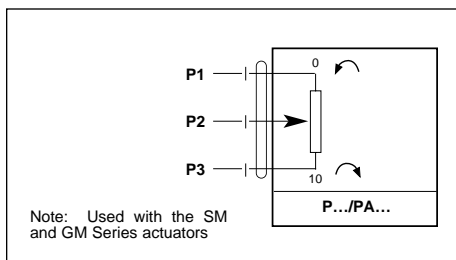 0
P1
P2
P3
10
P.../PA...
Note: Used with the SM
and GM Series actuators